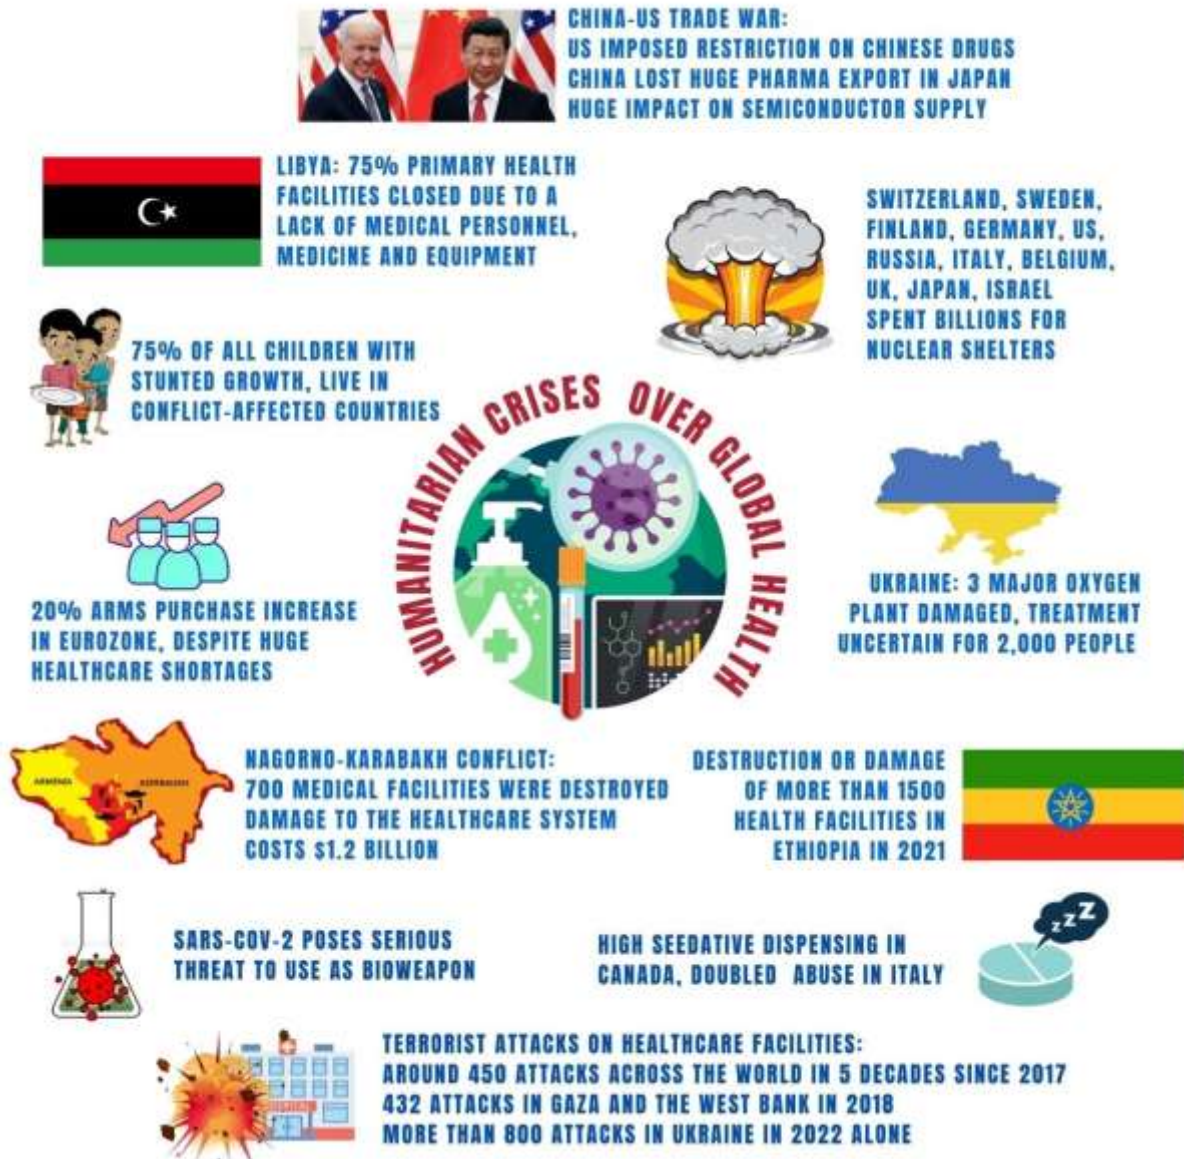 CHINA-US TRADE WAR:
US IMPOSED RESTRICTION ON CHINESE DRUGS
CHINA LOST HUGE PHARMA EXPORT IN JAPAN
HUGE IMPACT ON SEMICONDUCTOR SUPPLY
LIBYA: 75% PRIMARY HEALTH
FACILITIES CLOSED DUE TO A
LACK OF MEDICAL PERSONNEL,
MEDICINE AND EQUIPMENT
SWITZERLAND, SWEDEN,
FINLAND, GERMANY, US,
RUSSIA, ITALY, BELGIUM,
UK, JAPAN, ISRAEL
SPENT BILLIONS FOR
NUCLEAR SHELTERS
75% OF ALL CHILDREN WITH
STUNTED GROWTH, LIVE IN
CONFLICT-AFFECTED COUNTRIES
HUMANITARIAN CRISES OVER GLOBAL HEALTH
20% ARMS PURCHASE INCREASE
IN EUROZONE, DESPITE HUGE
HEALTHCARE SHORTAGES
UKRAINE: 3 MAJOR OXYGEN
PLANT DAMAGED, TREATMENT
UNCERTAIN FOR 2,000 PEOPLE
ARMENIA
AZERBAIJAN
NAGORNO-KARABAKH CONFLICT:
700 MEDICAL FACILITIES WERE DESTROYED
DAMAGE TO THE HEALTHCARE SYSTEM
COSTS $1.2 BILLION
DESTRUCTION OR DAMAGE
OF MORE THAN 1500
HEALTH FACILITIES IN
ETHIOPIA IN 2021
SARS-COV-2 POSES SERIOUS
THREAT TO USE AS BIOWEAPON
HIGH SEEDATIVE DISPENSING IN
CANADA, DOUBLED ABUSE IN ITALY
zzZ
TERRORIST ATTACKS ON HEALTHCARE FACILITIES:
AROUND 450 ATTACKS ACROSS THE WORLD IN 5 DECADES SINCE 2017
432 ATTACKS IN GAZA AND THE WEST BANK IN 2018
MORE THAN 800 ATTACKS IN UKRAINE IN 2022 ALONE